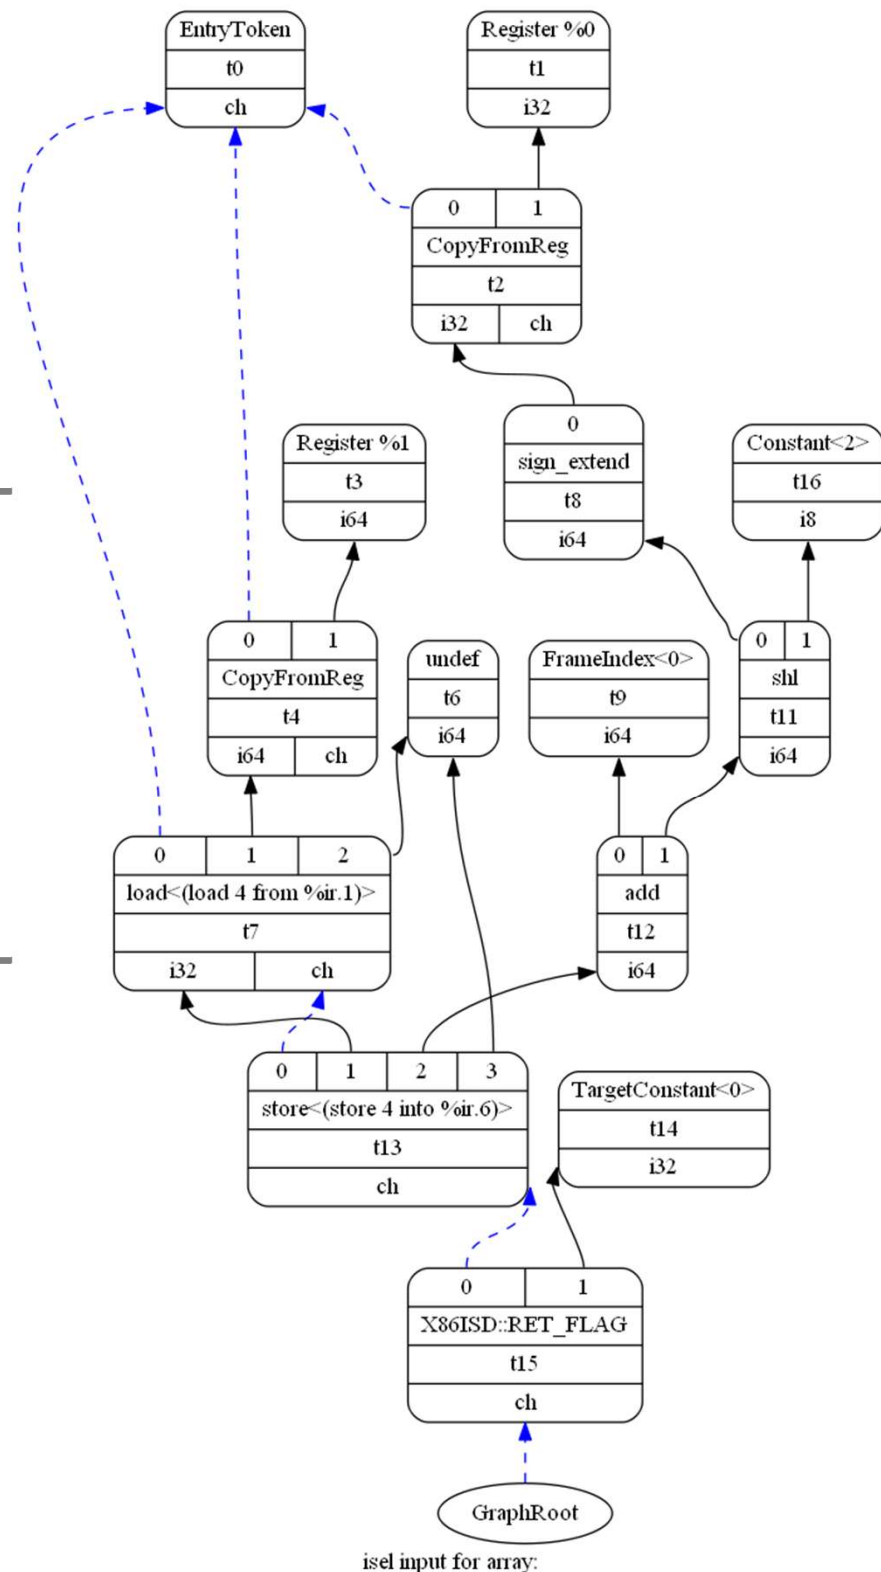 EntryToken
t0
ch
Register %0
t1
i32
0 1
CopyFromReg
t2
i32 ch
0
sign_extend
t8
i64
Register %1
t3
i64
Constant<2>
t16
i8
0 1
CopyFromReg
t4
i64 ch
undef
t6
i64
FrameIndex<0>
t9
i64
0 1
shl
t11
i64
0 1 2
load<(load 4 from %ir.1)>
t7
i32 ch
0 1
add
t12
i64
0 1 2 3
store<(store 4 into %ir.6)>
t13
ch
TargetConstant<0>
t14
i32
0 1
X86ISD::RET_FLAG
t15
ch
GraphRoot
isel input for array: